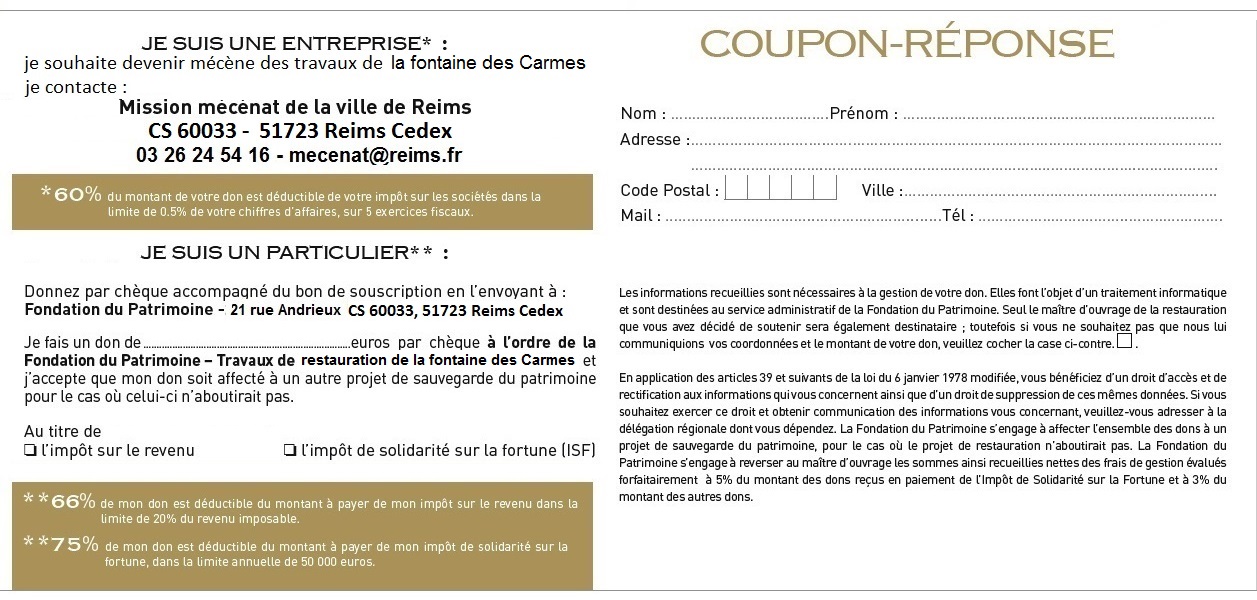 JE SUIS UNE ENTREPRISE* :
je souhaite devenir mécène des travaux de la fontaine des Carmes
je contacte :
Mission mécénat de la ville de Reims
CS 60033 - 51723 Reims Cedex
03 26 24 54 16 - mecenat@reims.fr
*60% du montant de votre don est déductible de votre impôt sur les sociétés dans la
limite de 0.5% de votre chiffres d'affaires, sur 5 exercices fiscaux.
JE SUIS UN PARTICULIER** :
Donnez par chèque accompagné du bon de souscription en l'envoyant à :
Fondation du Patrimoine - 21 rue Andrieux CS 60033, 51723 Reims Cedex
Je fais un don de ........................................euros par chèque à l'ordre de la
Fondation du Patrimoine – Travaux de restauration de la fontaine des Carmes et
j'accepte que mon don soit affecté à un autre projet de sauvegarde du patrimoine
pour le cas où celui-ci n'aboutirait pas.
Au titre de
❏ l'impôt sur le revenu ❏ l'impôt de solidarité sur la fortune (ISF)
**66% de mon don est déductible du montant à payer de mon impôt sur le revenu dans la
limite de 20% du revenu imposable.
**75% de mon don est déductible du montant à payer de mon impôt de solidarité sur la
fortune, dans la limite annuelle de 50 000 euros.
COUPON-RÉPONSE
Nom : ..................................Prénom : ..................................
Adresse :..................................
..................................
Code Postal : Ville :..................................
Mail : ..................................Tél : ..................................
Les informations recueillies sont nécessaires à la gestion de votre don. Elles font l'objet d'un traitement informatique
et sont destinées au service administratif de la Fondation du Patrimoine. Seul le maître d'ouvrage de la restauration
que vous avez décidé de soutenir sera également destinataire ; toutefois si vous ne souhaitez pas que nous lui
communiquions vos coordonnées et le montant de votre don, veuillez cocher la case ci-contre. ☐ .
En application des articles 39 et suivants de la loi du 6 janvier 1978 modifiée, vous bénéficiez d'un droit d'accès et de
rectification aux informations qui vous concernent ainsi que d'un droit de suppression de ces mêmes données. Si vous
souhaitez exercer ce droit et obtenir communication des informations vous concernant, veuillez-vous adresser à la
délégation régionale dont vous dépendez. La Fondation du Patrimoine s'engage à affecter l'ensemble des dons à un
projet de sauvegarde du patrimoine, pour le cas où le projet de restauration n'aboutirait pas. La Fondation du
Patrimoine s'engage à reverser au maître d'ouvrage les sommes ainsi recueillies nettes des frais de gestion évalués
forfaitairement à 5% du montant des dons reçus en paiement de l'Impôt de Solidarité sur la Fortune et à 3% du
montant des autres dons.